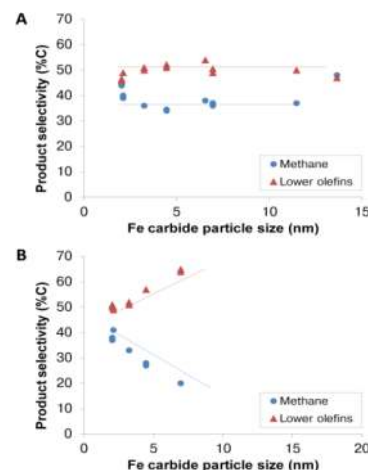 A
Product selectivity (%C)
70
60
50
40
30
20
10
0
Methane
Lower olefins
0 5 10 15
Fe carbide particle size (nm)
B
Product selectivity (%C)
70
60
50
40
30
20
10
0
Methane
Lower olefins
0 5 10 15 20
Fe carbide particle size (nm)